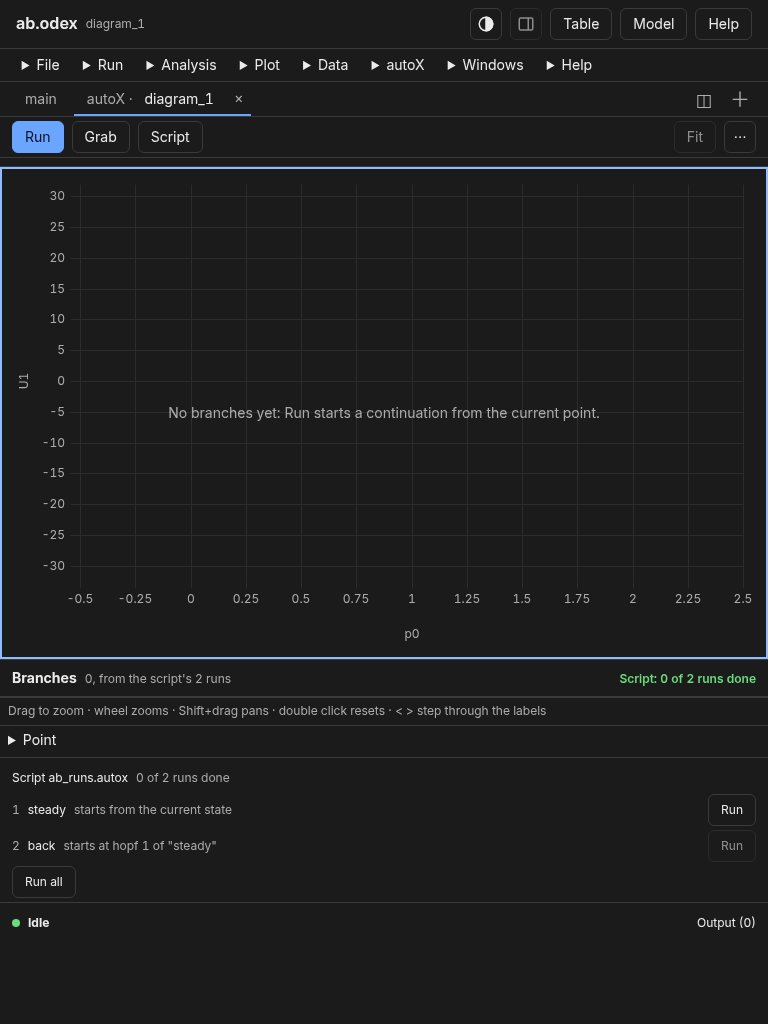 ab.odex diagram_1 Table Model Help
File Run Analysis Plot Data autoX Windows Help
main autoX · diagram_1 ×
Run Grab Script Fit ···
30
25
20
15
10
5
0
-5
-10
-15
-20
-25
-30
U1
No branches yet: Run starts a continuation from the current point.
-0.5 -0.25 0 0.25 0.5 0.75 1 1.25 1.5 1.75 2 2.25 2.5
p0
Branches 0, from the script's 2 runs Script: 0 of 2 runs done
Drag to zoom · wheel zooms · Shift+drag pans · double click resets · < > step through the labels
Point
Script ab_runs.autox 0 of 2 runs done
1 steady starts from the current state Run
2 back starts at hopf 1 of "steady" Run
Run all
Idle Output (0)